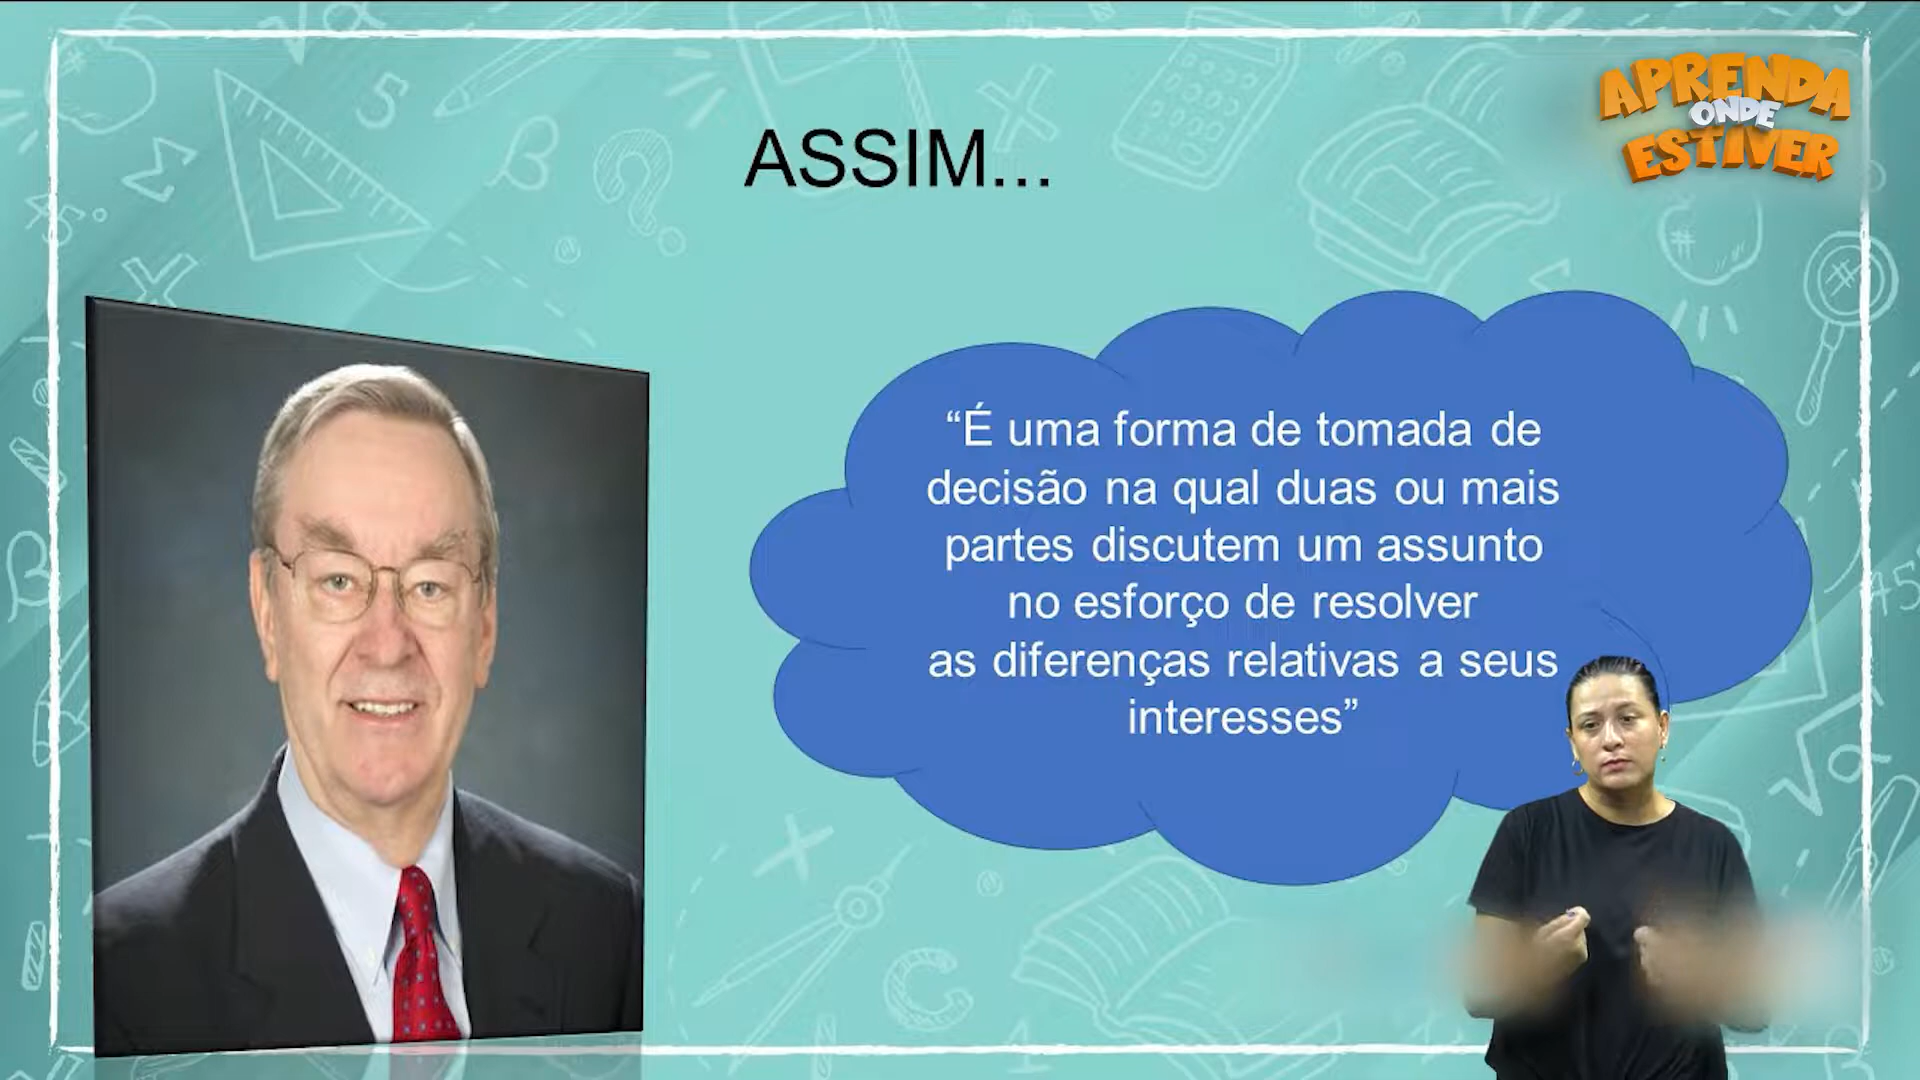 APRENDA
ONDE
ESTIVER
ASSIM...
“É uma forma de tomada de
decisão na qual duas ou mais
partes discutem um assunto
no esforço de resolver
as diferenças relativas a seus
interesses”